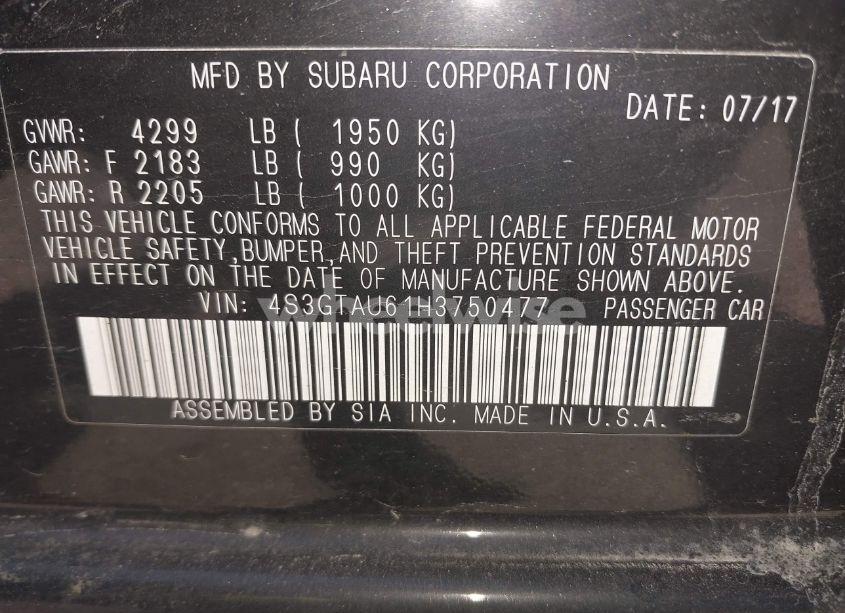 MFD BY SUBARU CORPORATION
DATE: 07/17
GVWR: 4299 LB ( 1950 KG)
GAWR: F 2183 LB ( 990 KG)
GAWR: R 2205 LB ( 1000 KG)
THIS VEHICLE CONFORMS TO ALL APPLICABLE FEDERAL MOTOR
VEHICLE SAFETY,BUMPER,AND THEFT PREVENTION STANDARDS
IN EFFECT ON THE DATE OF MANUFACTURE SHOWN ABOVE.
VIN: PASSENGER CAR
wheelwise
ASSEMBLED BY SIA INC. MADE IN U.S.A.